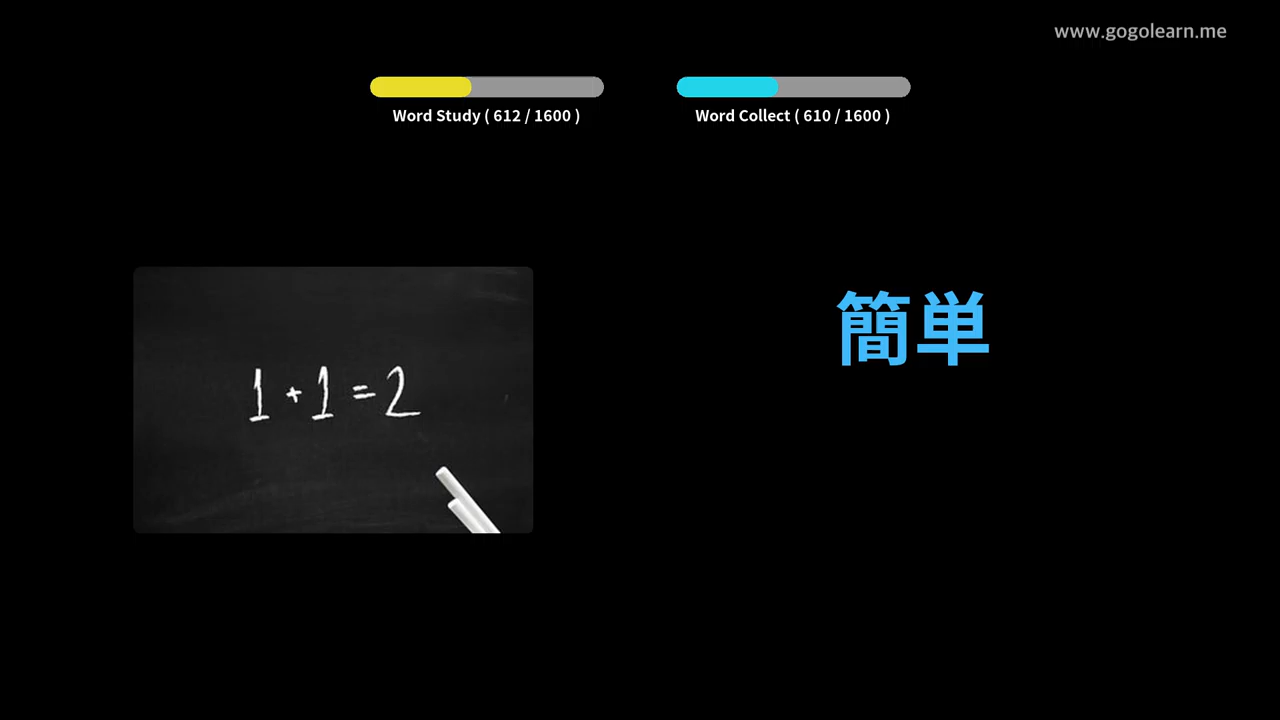 www.gogolearn.me
Word Study ( 612 / 1600 )
Word Collect ( 610 / 1600 )
1 + 1 = 2
簡単